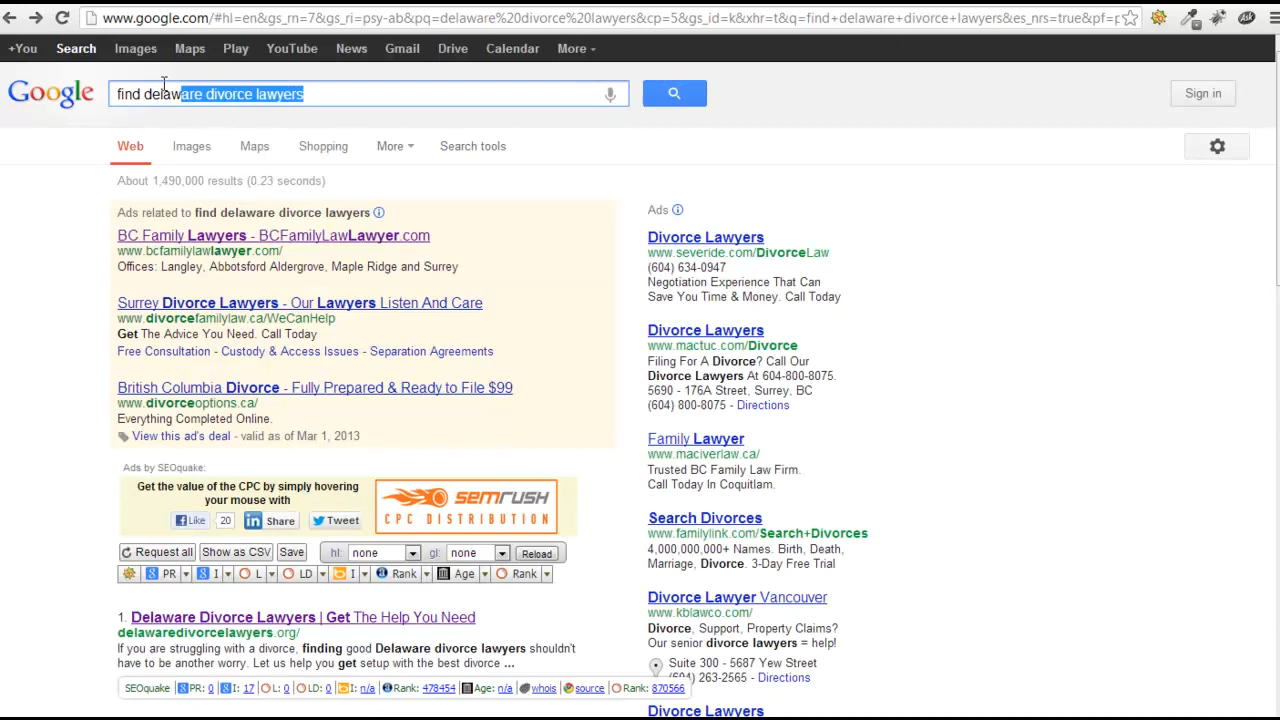 www.google.com/#hl=en&gs_rn=7&gs_ri=psy-ab&pq=delaware%20divorce%20lawyers&cp=5&gs_id=k&xhr=t&q=find+delaware+divorce+lawyers&es_nrs=true&pf=p
Ask
+You Search Images Maps Play YouTube News Gmail Drive Calendar More
Google find delaware divorce lawyers Sign in
Web Images Maps Shopping More Search tools
About 1,490,000 results (0.23 seconds)
Ads related to find delaware divorce lawyers
BC Family Lawyers - BCFamilyLawLawyer.com
www.bcfamilylawlawyer.com/
Offices: Langley, Abbotsford Aldergrove, Maple Ridge and Surrey
Surrey Divorce Lawyers - Our Lawyers Listen And Care
www.divorcefamilylaw.ca/WeCanHelp
Get The Advice You Need. Call Today
Free Consultation - Custody & Access Issues - Separation Agreements
British Columbia Divorce - Fully Prepared & Ready to File $99
www.divorceoptions.ca/
Everything Completed Online.
View this ad's deal - valid as of Mar 1, 2013
Ads by SEOquake:
Get the value of the CPC by simply hovering
your mouse with
Like 20 Share Tweet
SEMRUSH
CPC DISTRIBUTION
Request all Show as CSV Save hl: none gl: none Reload
PR I L LD I Rank Age Rank
1. Delaware Divorce Lawyers | Get The Help You Need
delawaredivorcelawyers.org/
If you are struggling with a divorce, finding good Delaware divorce lawyers shouldn't
have to be another worry. Let us help you get setup with the best divorce ...
SEOquake PR: 0 I: 17 L: 0 LD: 0 I: n/a Rank: 478454 Age: n/a whois source Rank: 870566
Ads
Divorce Lawyers
www.severide.com/DivorceLaw
(604) 634-0947
Negotiation Experience That Can
Save You Time & Money. Call Today
Divorce Lawyers
www.mactuc.com/Divorce
Filing For A Divorce? Call Our
Divorce Lawyers At 604-800-8075.
5690 - 176A Street, Surrey, BC
(604) 800-8075 - Directions
Family Lawyer
www.maciverlaw.ca/
Trusted BC Family Law Firm.
Call Today In Coquitlam.
Search Divorces
www.familylink.com/Search+Divorces
4,000,000,000+ Names. Birth, Death,
Marriage, Divorce. 3-Day Free Trial
Divorce Lawyer Vancouver
www.kblawco.com/
Divorce, Support, Property Claims?
Our senior divorce lawyers = help!
Suite 300 - 5687 Yew Street
(604) 263-2565 - Directions
Divorce Lawyers